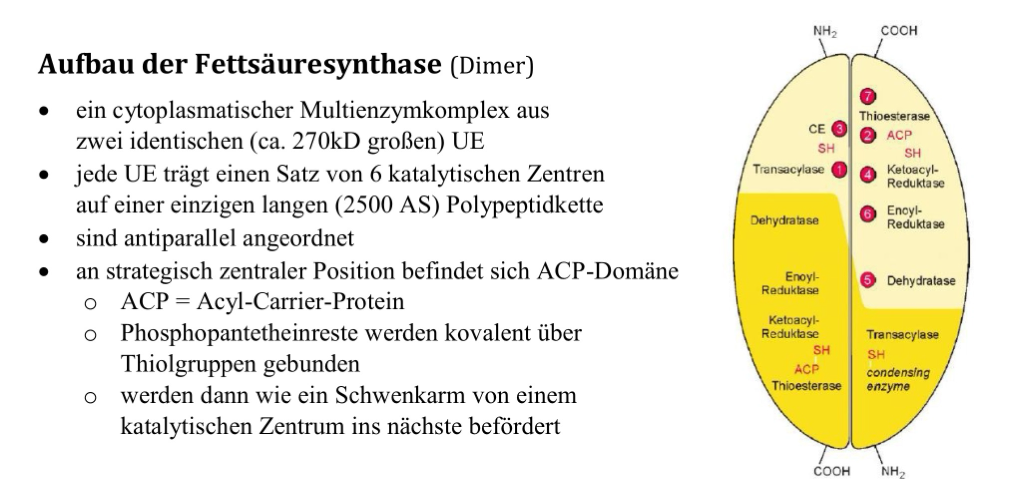 Aufbau der Fettsäuresynthase (Dimer)
• ein cytoplasmatischer Multienzymkomplex aus
zwei identischen (ca. 270kD großen) UE
• jede UE trägt einen Satz von 6 katalytischen Zentren
auf einer einzigen langen (2500 AS) Polypeptidkette
• sind antiparallel angeordnet
• an strategisch zentraler Position befindet sich ACP-Domäne
o ACP = Acyl-Carrier-Protein
o Phosphopantetheinreste werden kovalent über
Thiolgruppen gebunden
o werden dann wie ein Schwenkarm von einem
katalytischen Zentrum ins nächste befördert
NH2
COOH
7
Thioesterase
CE 3
SH
2 ACP
SH
Transacylase 1
4 Ketoacyl-
Reduktase
Dehydratase
6 Enoyl-
Reduktase
Enoyl-
Reduktase
5 Dehydratase
Ketoacyl-
Reduktase
SH
ACP
Thioesterase
Transacylase
SH
condensing
enzyme
COOH
NH2